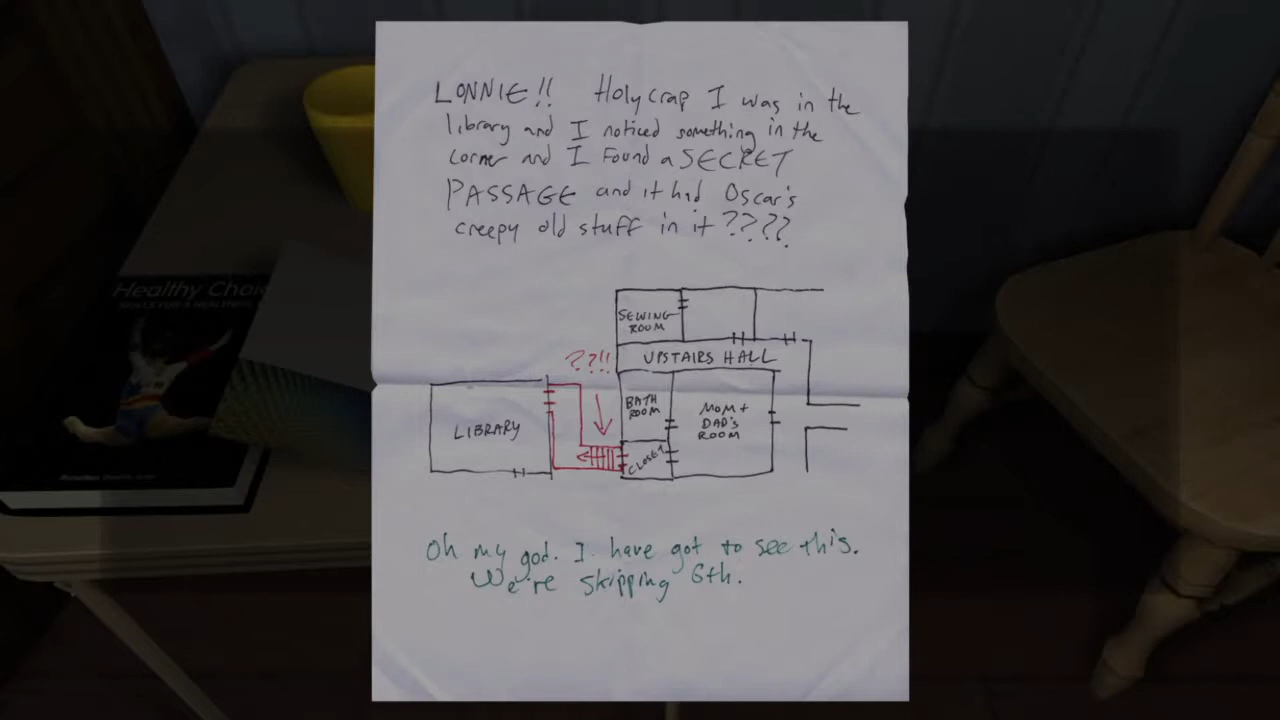 LONNIE!! Holy crap I was in the
library and I noticed something in the
corner and I found a SECRET
PASSAGE and it had Oscar's
creepy old stuff in it ????
SEWING
ROOM
UPSTAIRS HALL
??!!
BATH
ROOM
MOM +
DAD'S
ROOM
LIBRARY
CLOSET
Oh my god. I have got to see this.
We're skipping 6th.
Healthy Choi